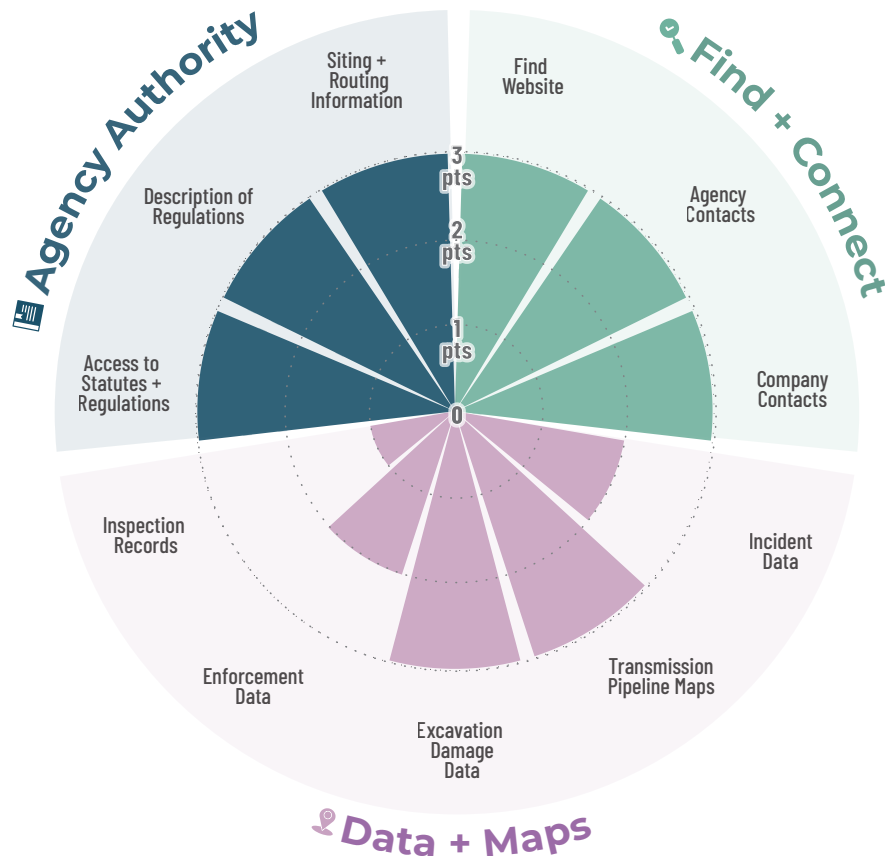 Agency Authority
Find + Connect
Siting +
Routing
Information
Find
Website
Description of
Regulations
Agency
Contacts
Access to
Statutes +
Regulations
Company
Contacts
3
pts
2
pts
1
pts
0
Inspection
Records
Incident
Data
Enforcement
Data
Transmission
Pipeline Maps
Excavation
Damage
Data
Data + Maps